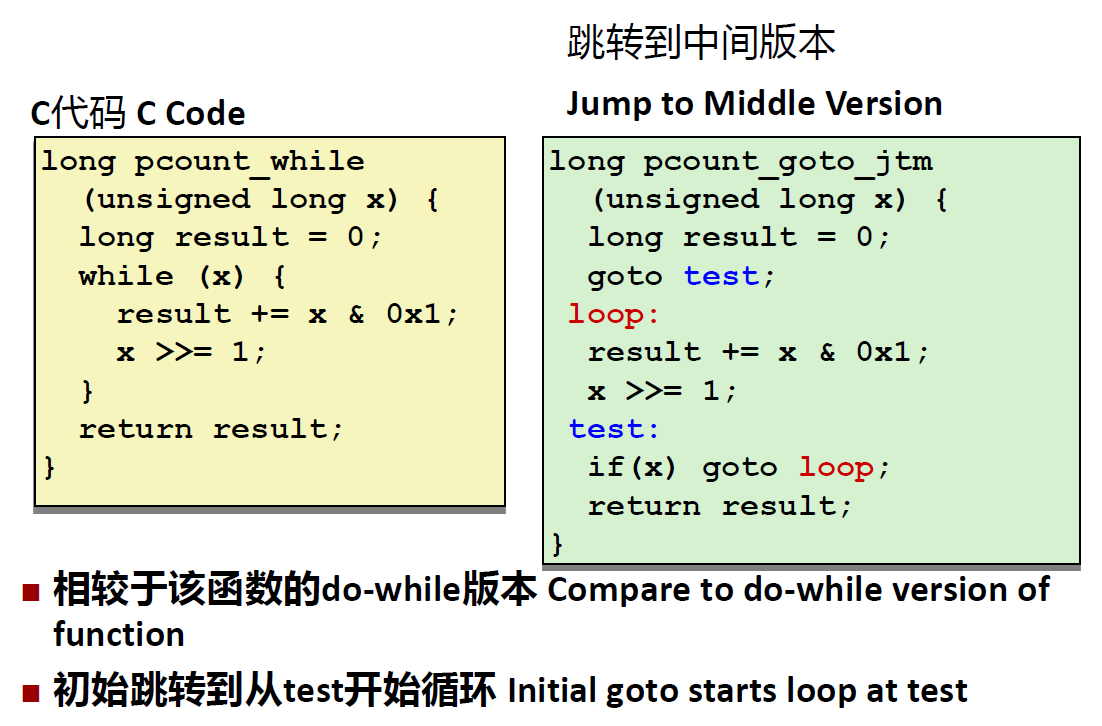 跳转到中间版本
C代码 C Code
Jump to Middle Version
long pcount_while
(unsigned long x) {
long result = 0;
while (x) {
result += x & 0x1;
x >>= 1;
}
return result;
}
long pcount_goto_jtm
(unsigned long x) {
long result = 0;
goto test;
loop:
result += x & 0x1;
x >>= 1;
test:
if(x) goto loop;
return result;
}
相较于该函数的do-while版本 Compare to do-while version of
function
初始跳转到从test开始循环 Initial goto starts loop at test